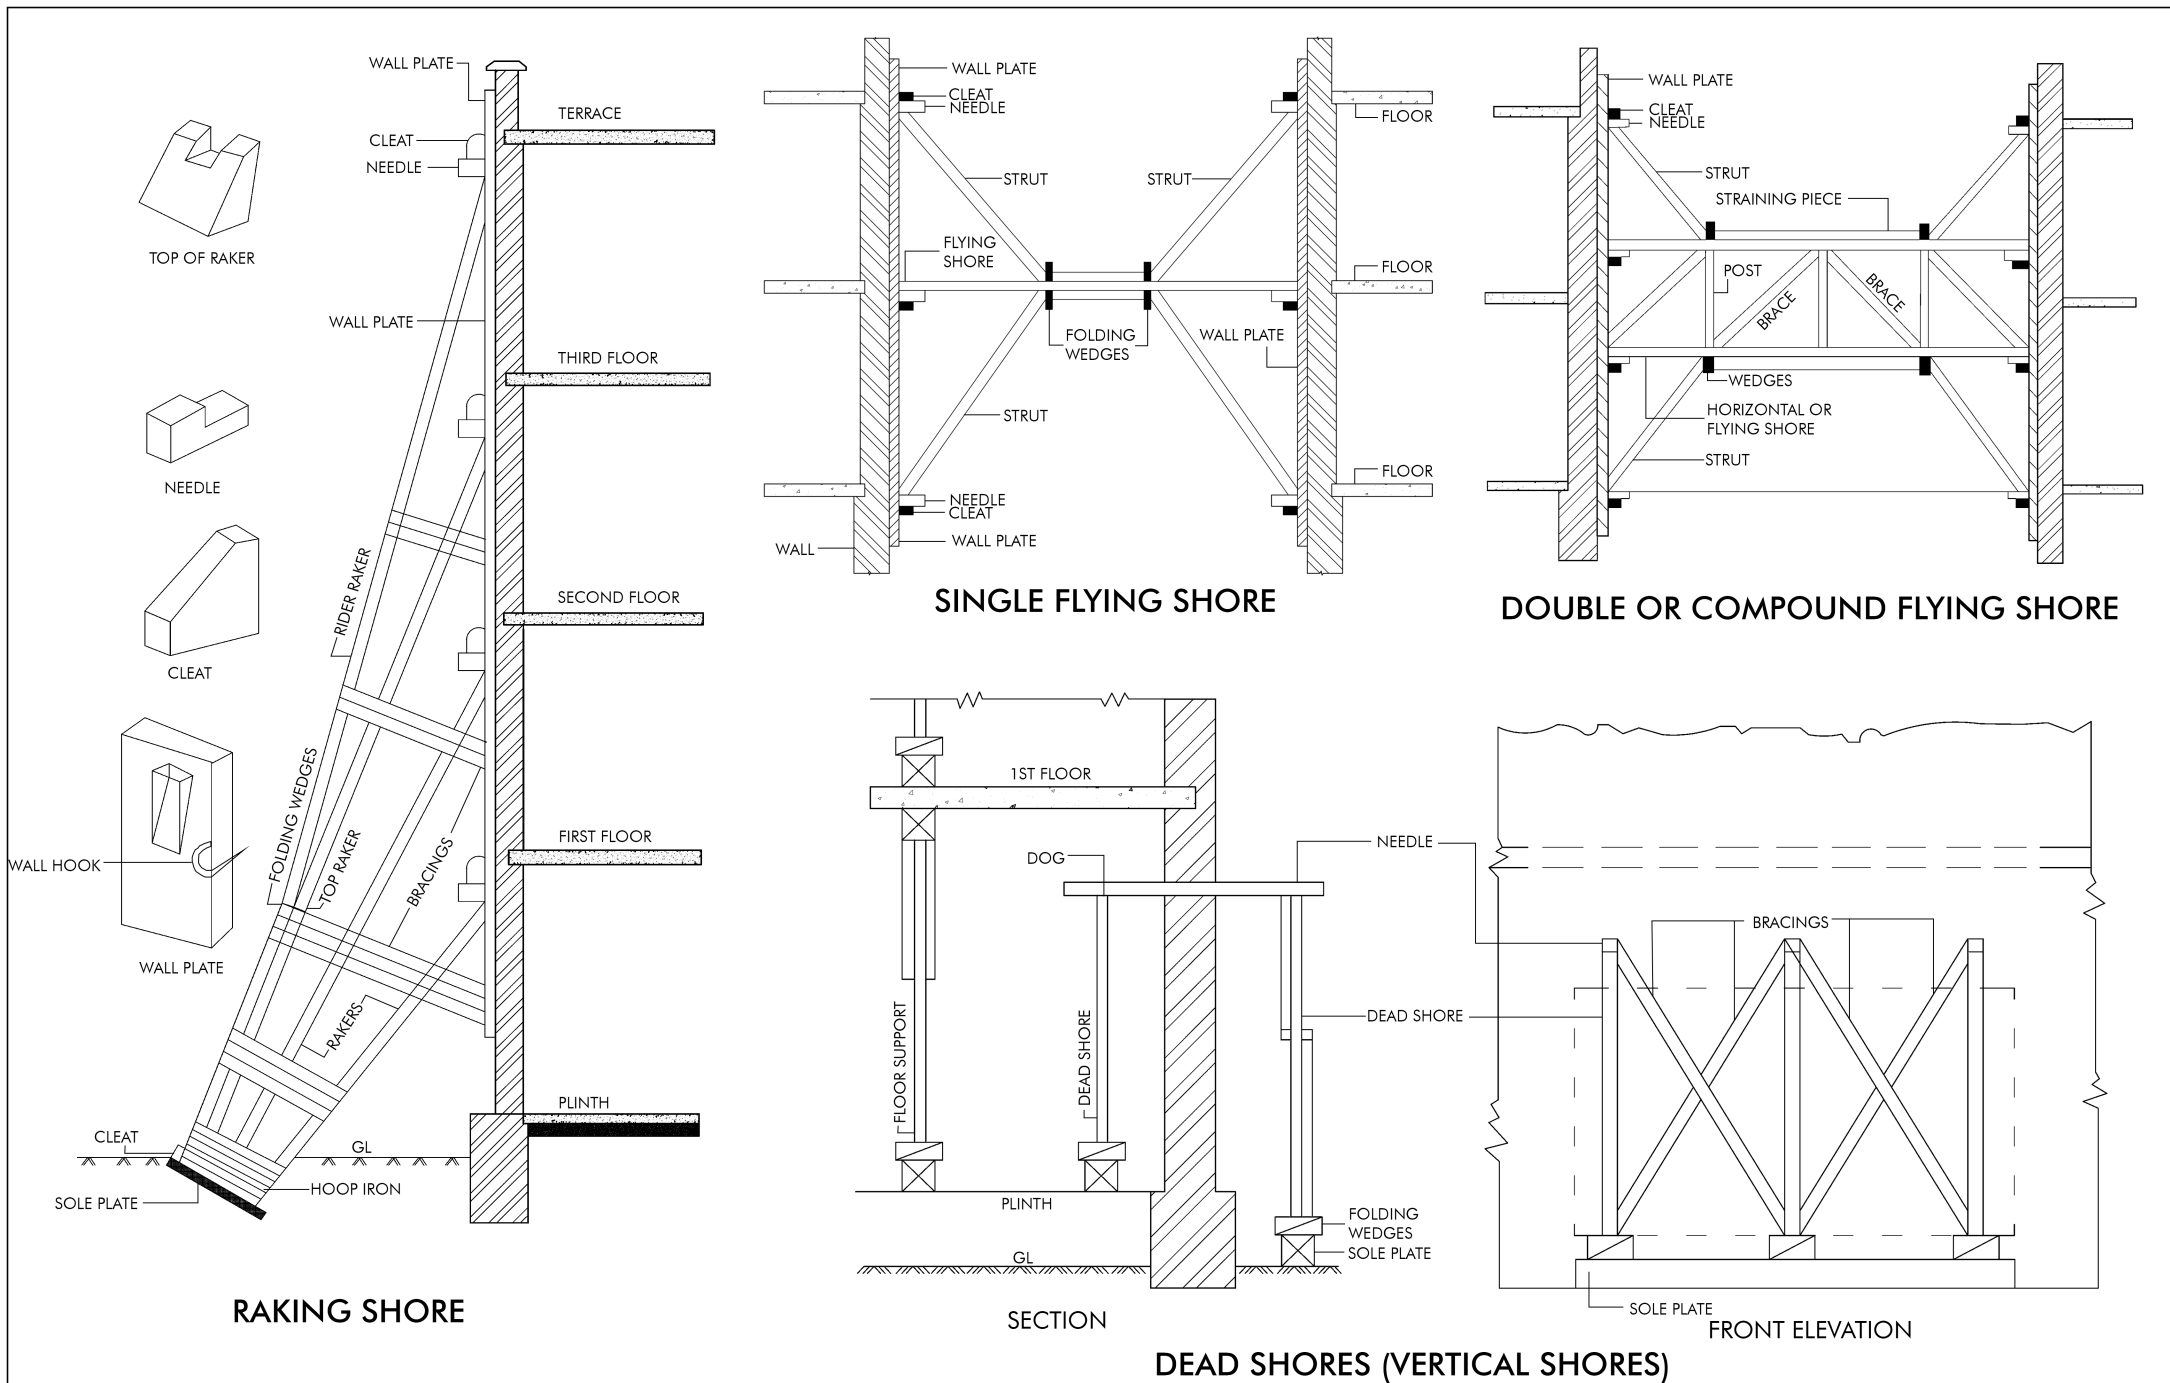 WALL PLATE
CLEAT
NEEDLE
TERRACE
TOP OF RAKER
WALL PLATE
THIRD FLOOR
NEEDLE
RIDER RAKER
SECOND FLOOR
CLEAT
FOLDING WEDGES
TOP RAKER
BRACINGS
FIRST FLOOR
WALL HOOK
WALL PLATE
RAKERS
PLINTH
CLEAT
GL
HOOP IRON
SOLE PLATE
RAKING SHORE
WALL PLATE
CLEAT
NEEDLE
FLOOR
STRUT
STRUT
FLYING
SHORE
FLOOR
FOLDING
WEDGES
WALL PLATE
STRUT
FLOOR
NEEDLE
CLEAT
WALL PLATE
WALL
SINGLE FLYING SHORE
WALL PLATE
CLEAT
NEEDLE
STRUT
STRAINING PIECE
POST
BRACE
BRACE
WEDGES
HORIZONTAL OR
FLYING SHORE
STRUT
DOUBLE OR COMPOUND FLYING SHORE
1ST FLOOR
DOG
NEEDLE
FLOOR SUPPORT
DEAD SHORE
DEAD SHORE
PLINTH
FOLDING
WEDGES
SOLE PLATE
GL
SECTION
BRACINGS
SOLE PLATE
FRONT ELEVATION
DEAD SHORES (VERTICAL SHORES)